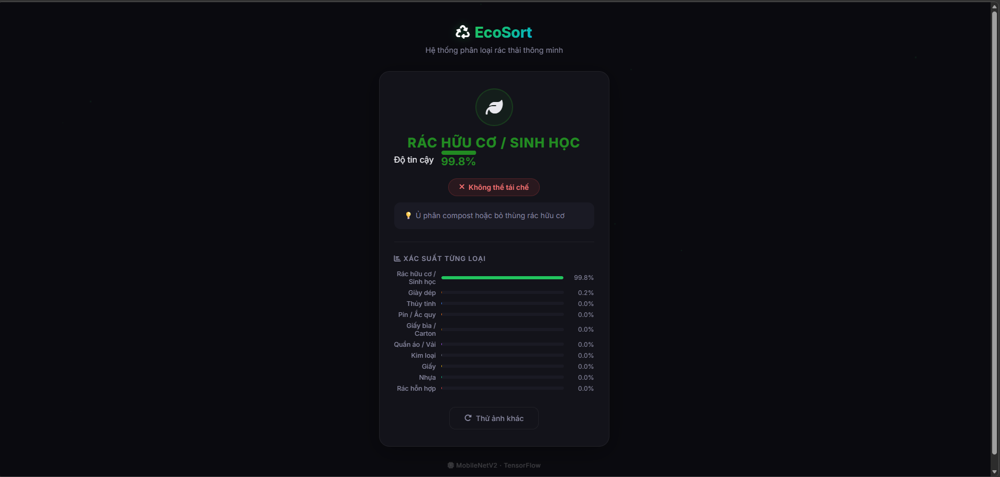 EcoSort
Hệ thống phân loại rác thải thông minh
RÁC HỮU CƠ / SINH HỌC
Độ tin cậy 99.8%
Không thể tái chế
Ủ phân compost hoặc bỏ thùng rác hữu cơ
XÁC SUẤT TỪNG LOẠI
Rác hữu cơ /
Sinh học 99.8%
Giày dép 0.2%
Thủy tinh 0.0%
Pin / Ắc quy 0.0%
Giấy bìa /
Carton 0.0%
Quần áo / Vải 0.0%
Kim loại 0.0%
Giấy 0.0%
Nhựa 0.0%
Rác hỗn hợp 0.0%
Thử ảnh khác
MobileNetV2 · TensorFlow